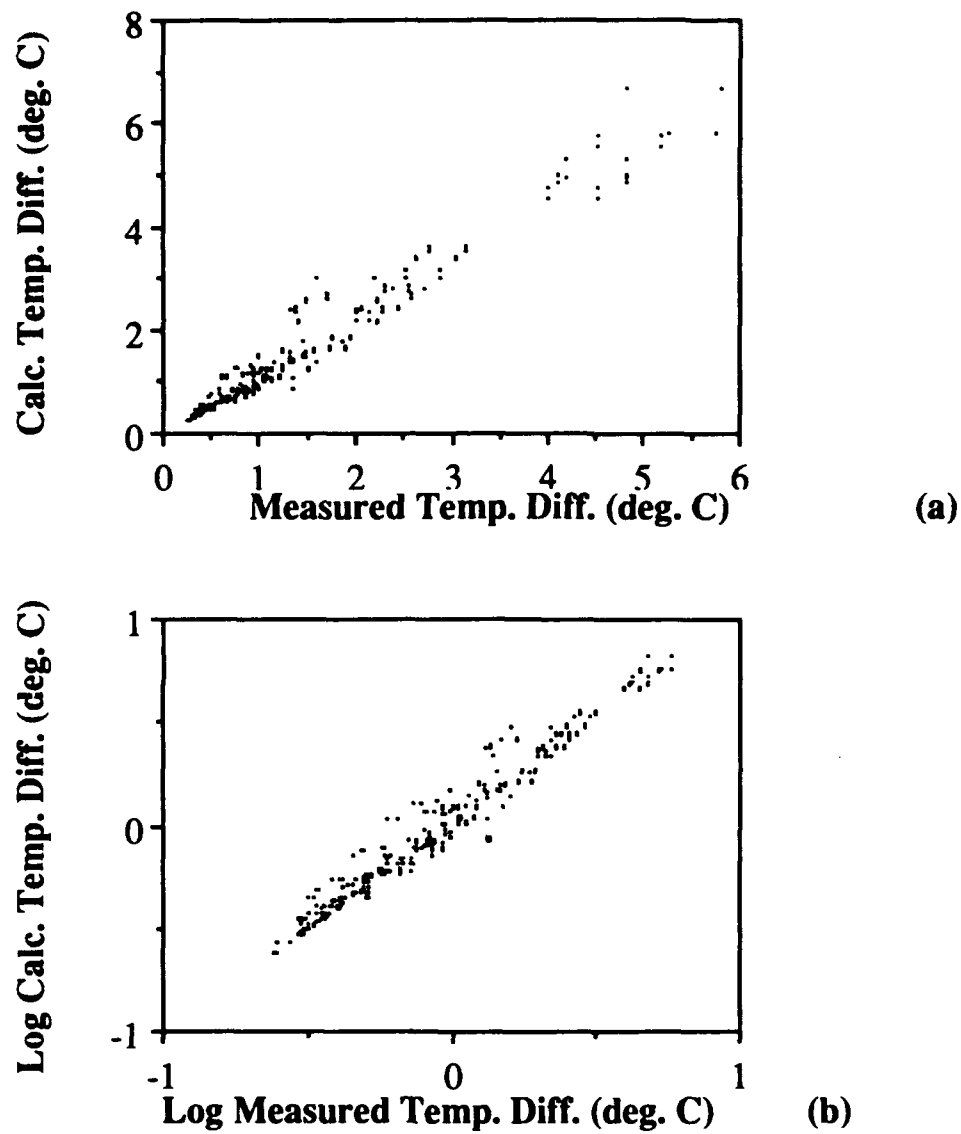 8
6
4
2
0
Calc. Temp. Diff. (deg. C)
0 1 2 3 4 5 6
Measured Temp. Diff. (deg. C)
(a)
1
0
-1
Log Calc. Temp. Diff. (deg. C)
-1 0 1
Log Measured Temp. Diff. (deg. C)
(b)